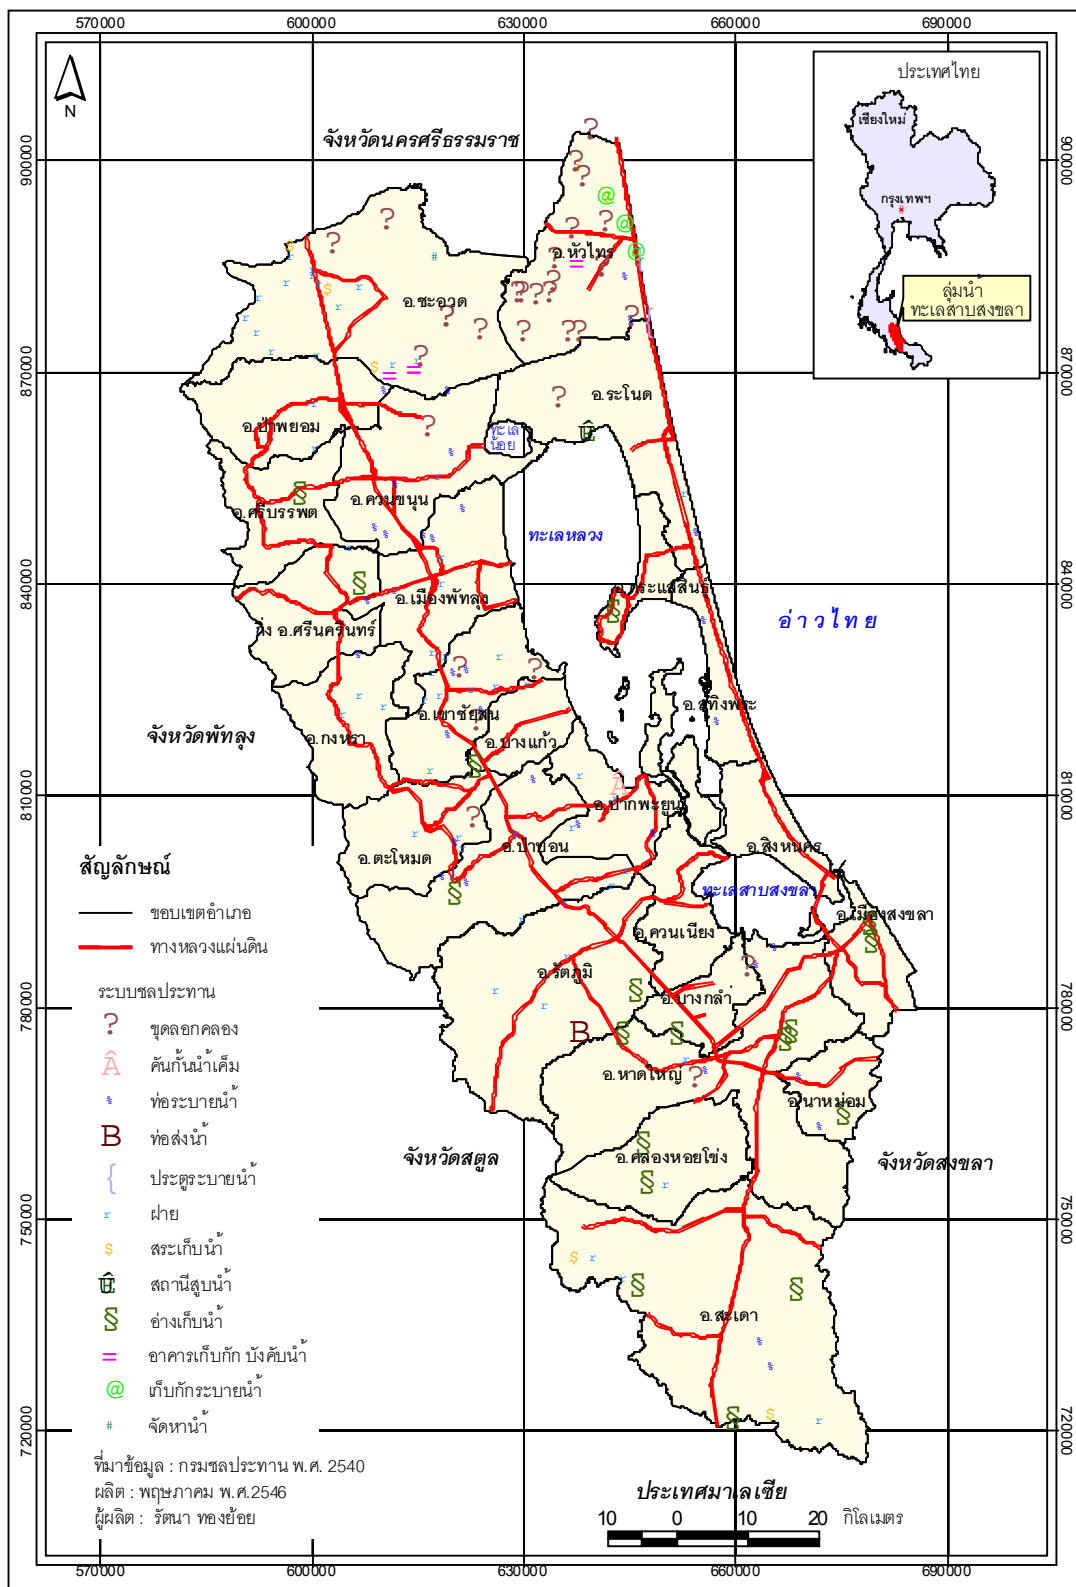 570000 600000 630000 660000 690000
N
จังหวัดนครศรีธรรมราช
ประเทศไทย
เชียงใหม่
กรุงเทพฯ
ลุ่มน้ำ
ทะเลสาบสงขลา
900000
900000
อ.หัวไทร
อ.ชะอวด
870000
870000
อ.ระโนด
อ.ป่าพยอม
ทะเล
น้อย
อ.ควนขนุน
อ.ศรีบรรพต
ทะเลหลวง
840000
840000
อ.เมืองพัทลุง
อ.กระแสสินธุ์
กิ่ง อ.ศรีนครินทร์
อ่าวไทย
อ.สทิงพระ
อ.เขาชัยสน
จังหวัดพัทลุง
อ.กงหรา
อ.บางแก้ว
810000
810000
อ.ปากพะยูน
อ.ป่าบอน
อ.ตะโหมด
อ.สิงหนคร
ทะเลสาบสงขลา
อ.เมืองสงขลา
อ.ควนเนียง
อ.รัตภูมิ
อ.บางกล่ำ
780000
780000
อ.หาดใหญ่
อ.นาหม่อม
จังหวัดสตูล
อ.คลองหอยโข่ง
จังหวัดสงขลา
750000
750000
อ.สะเดา
720000
720000
สัญลักษณ์
ขอบเขตอำเภอ
ทางหลวงแผ่นดิน
ระบบชลประทาน
? ขุดลอกคลอง
Â คันกั้นน้ำเค็ม
% ท่อระบายน้ำ
B ท่อส่งน้ำ
{ ประตูระบายน้ำ
r ฝาย
$ สระเก็บน้ำ
สถานีสูบน้ำ
§ อ่างเก็บน้ำ
= อาคารเก็บกัก บังคับน้ำ
@ เก็บกักระบายน้ำ
# จัดหาน้ำ
ที่มาข้อมูล : กรมชลประทาน พ.ศ. 2540
ผลิต : พฤษภาคม พ.ศ.2546
ผู้ผลิต : รัตนา ทองย้อย
ประเทศมาเลเซีย
10 0 10 20 กิโลเมตร
570000 600000 630000 660000 690000